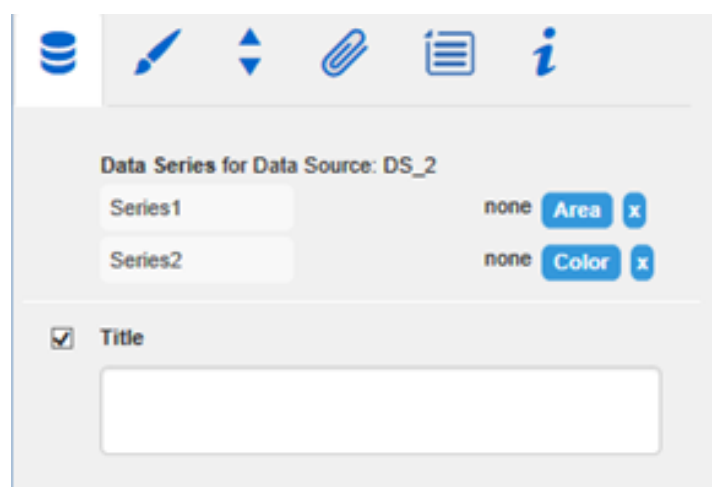 Data Series for Data Source: DS_2
Series1 none Area x
Series2 none Color x
Title